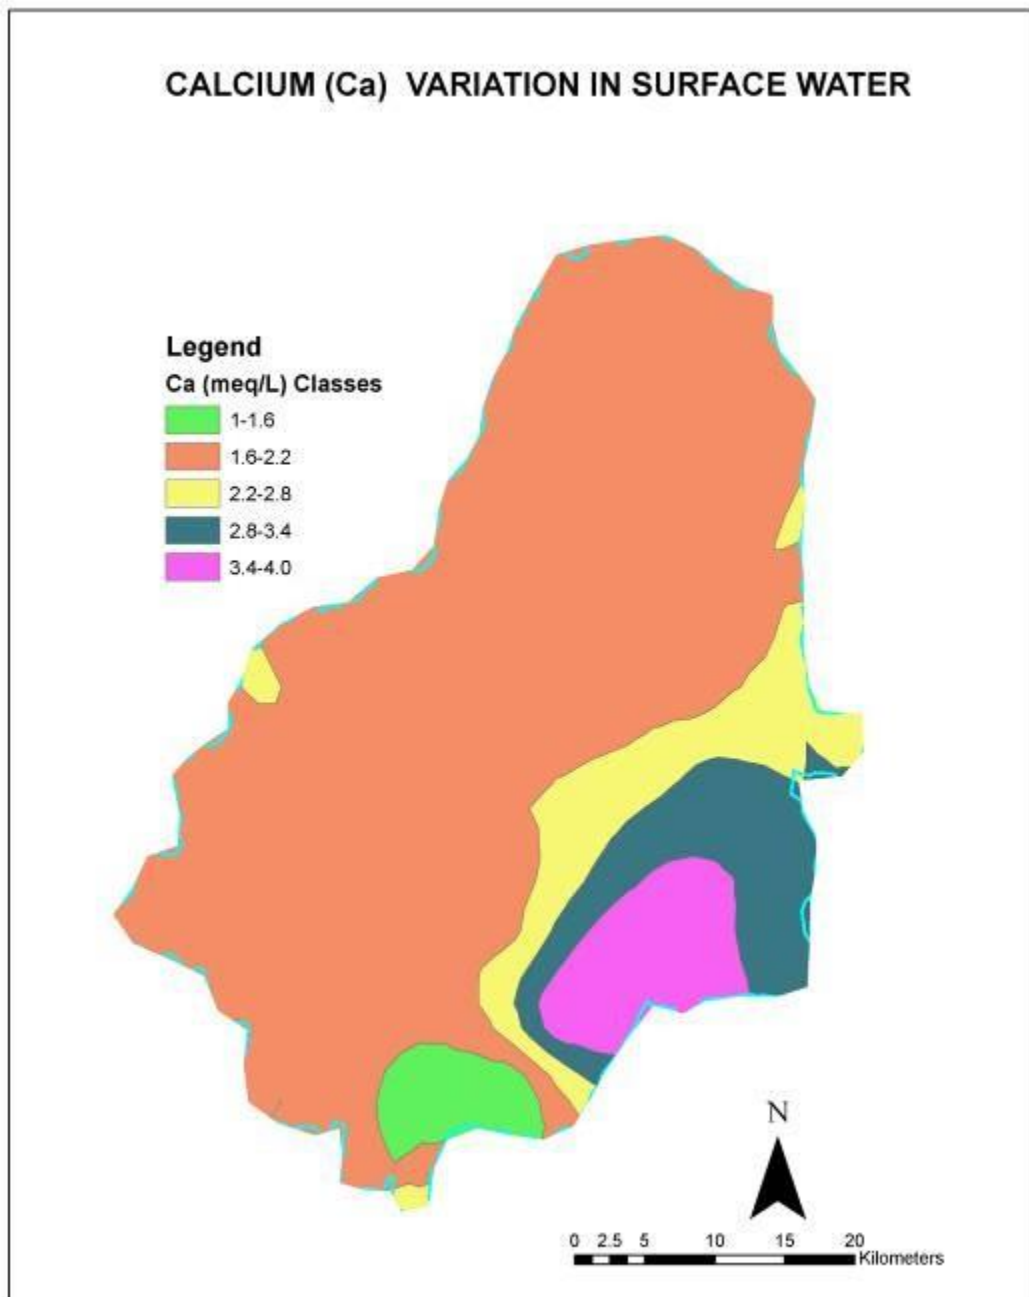 CALCIUM (Ca) VARIATION IN SURFACE WATER
Legend
Ca (meq/L) Classes
1-1.6
1.6-2.2
2.2-2.8
2.8-3.4
3.4-4.0
N
0 2.5 5 10 15 20
Kilometers